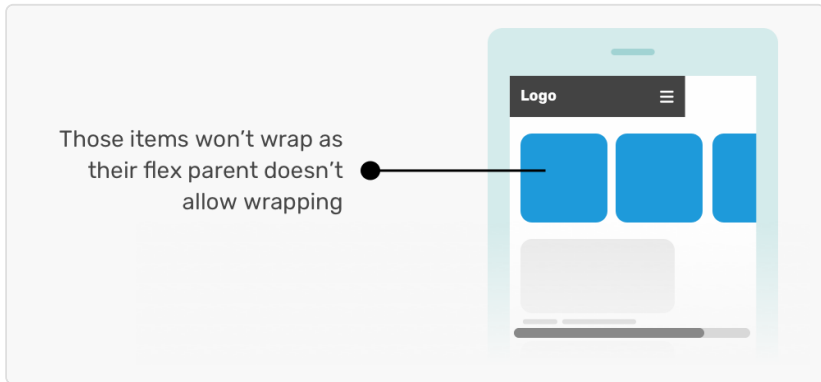 Those items won't wrap as
their flex parent doesn't
allow wrapping
Logo